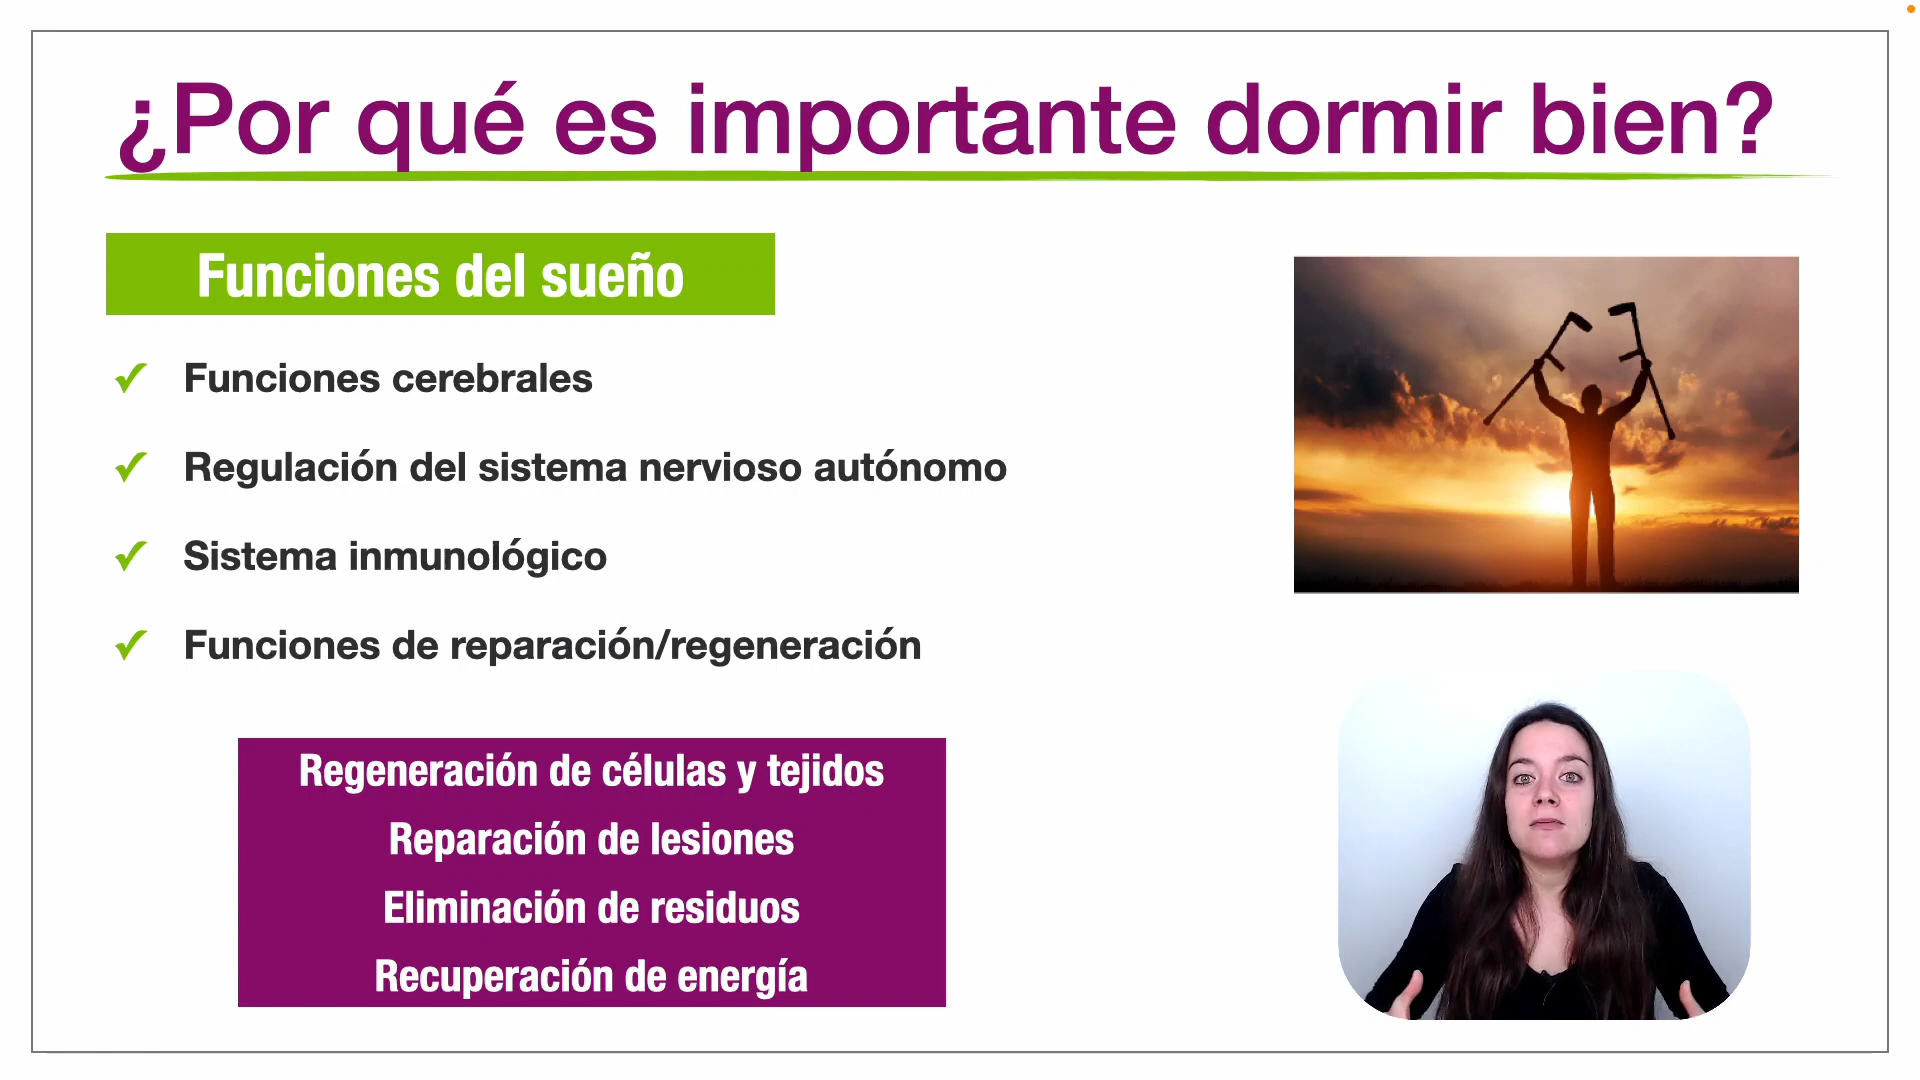 ¿Por qué es importante dormir bien?
Funciones del sueño
✓ Funciones cerebrales
✓ Regulación del sistema nervioso autónomo
✓ Sistema inmunológico
✓ Funciones de reparación/regeneración
Regeneración de células y tejidos
Reparación de lesiones
Eliminación de residuos
Recuperación de energía